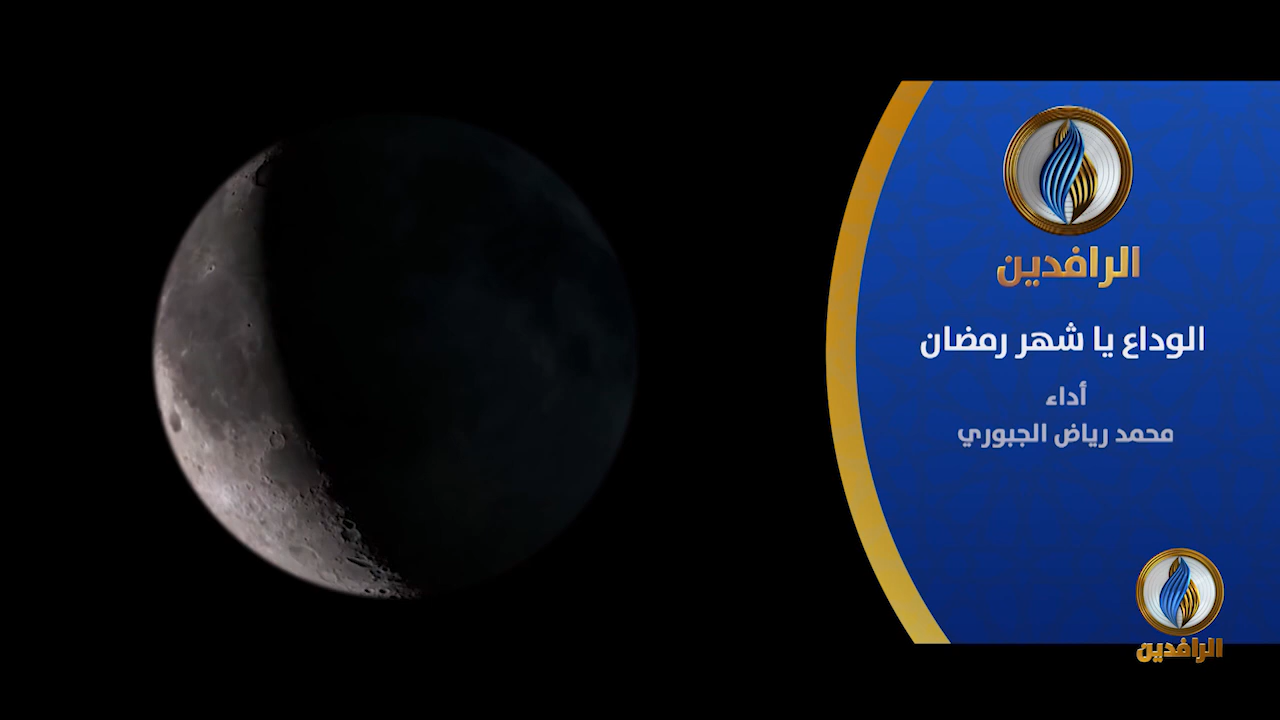 الرافدين
الوداع يا شهر رمضان
أداء
محمد رياض الجبوري
الرافدين